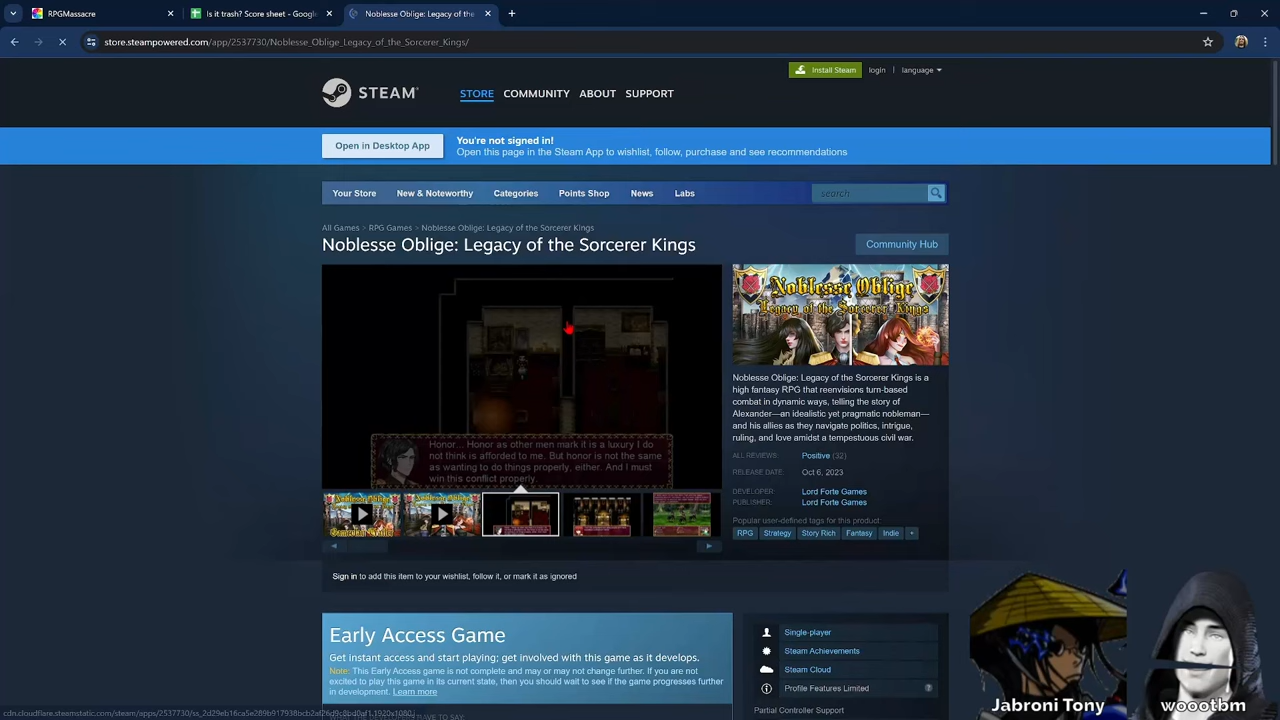 RPGMassacre
Is it trash? Score sheet - Google
Noblesse Oblige: Legacy of the
store.steampowered.com/app/2537730/Noblesse_Oblige_Legacy_of_the_Sorcerer_Kings/
Install Steam login | language
STEAM STORE COMMUNITY ABOUT SUPPORT
Open in Desktop App
You're not signed in!
Open this page in the Steam App to wishlist, follow, purchase and see recommendations
Your Store New & Noteworthy Categories Points Shop News Labs search
All Games > RPG Games > Noblesse Oblige: Legacy of the Sorcerer Kings
Noblesse Oblige: Legacy of the Sorcerer Kings
Community Hub
Honor... Honor as other men mark it is a luxury I do
not think is afforded to me. But honor is not the same
as wanting to do things properly, either. And I must
win this conflict properly.
Noblesse Oblige
Legacy of the Sorcerer Kings
Noblesse Oblige: Legacy of the Sorcerer Kings is a
high fantasy RPG that reenvisions turn-based
combat in dynamic ways, telling the story of
Alexander—an idealistic yet pragmatic nobleman—
and his allies as they navigate politics, intrigue,
ruling, and love amidst a tempestuous civil war.
ALL REVIEWS: Positive (32)
RELEASE DATE: Oct 6, 2023
DEVELOPER: Lord Forte Games
PUBLISHER: Lord Forte Games
Popular user-defined tags for this product:
RPG Strategy Story Rich Fantasy Indie +
Sign in to add this item to your wishlist, follow it, or mark it as ignored
Early Access Game
Get instant access and start playing; get involved with this game as it develops.
Note: This Early Access game is not complete and may or may not change further. If you are not
excited to play this game in its current state, then you should wait to see if the game progresses further
in development. Learn more
Single-player
Steam Achievements
Steam Cloud
Profile Features Limited ?
Partial Controller Support
Jabroni Tony
woootbm